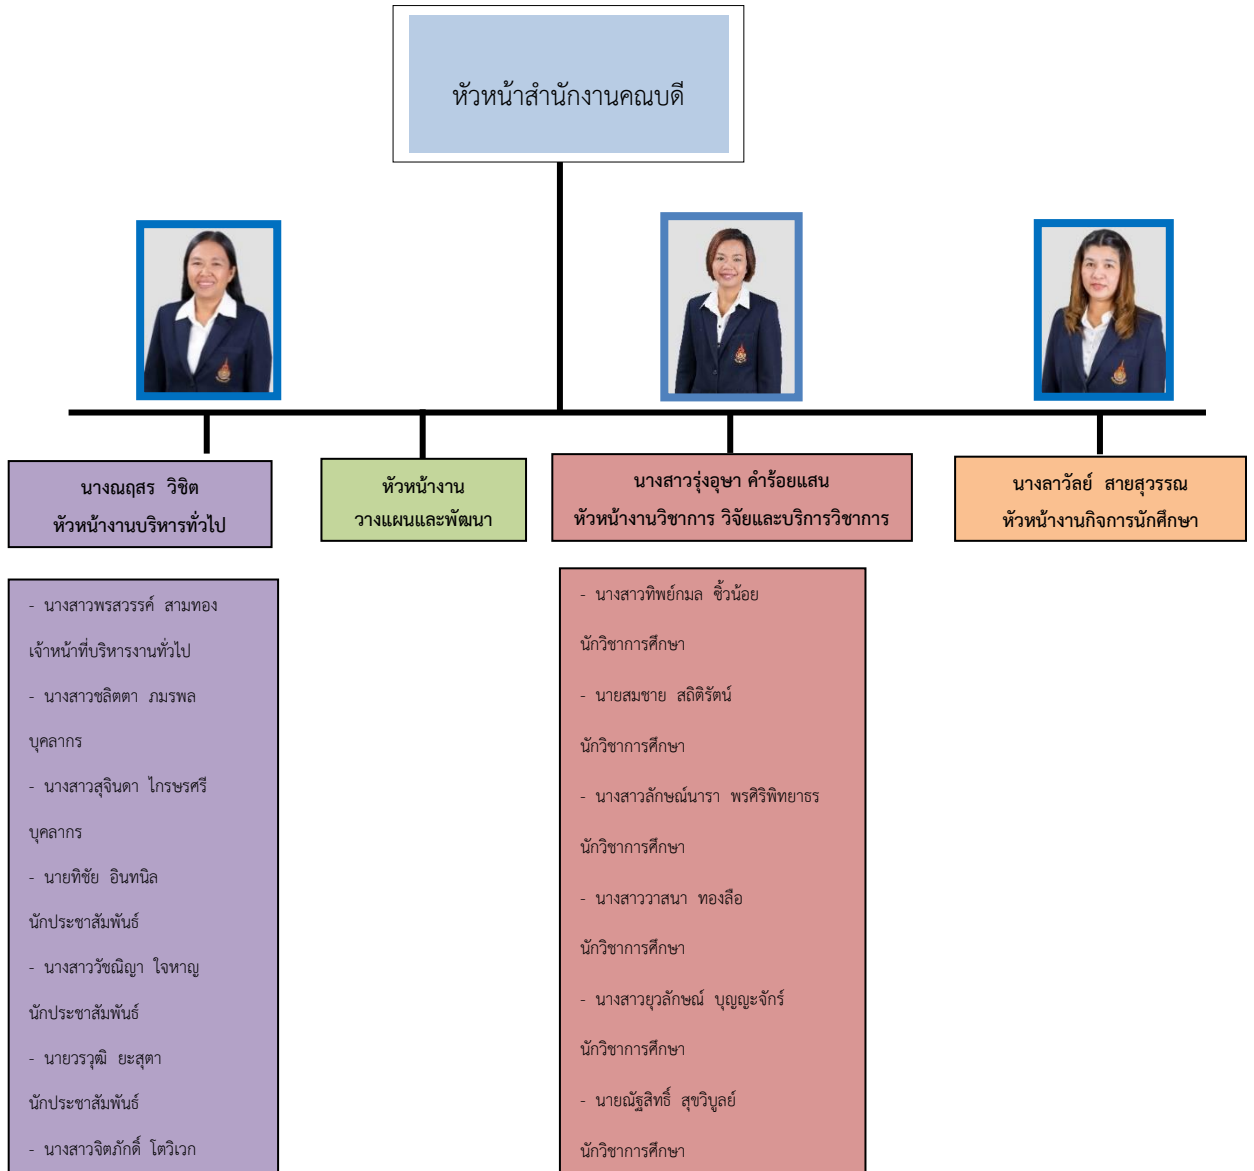 หัวหน้าสำนักงานคณบดี
นางณฤสร  วิชิต
หัวหน้างานบริหารทั่วไป
หัวหน้างาน
วางแผนและพัฒนา
นางสาวรุ่งอุษา คำร้อยแสน
หัวหน้างานวิชาการ วิจัยและบริการวิชาการ
นางลาวัลย์  สายสุวรรณ
หัวหน้างานกิจการนักศึกษา
- นางสาวพรสวรรค์  สามทอง
เจ้าหน้าที่บริหารงานทั่วไป
- นางสาวชลิตตา  ภมรพล
บุคลากร
- นางสาวสุจินดา  ไกรษรศรี
บุคลากร
- นายทิชัย  อินทนิล
นักประชาสัมพันธ์
- นางสาววัชณิญา  ใจหาญ
นักประชาสัมพันธ์
- นายวรวุฒิ  ยะสุตา
นักประชาสัมพันธ์
- นางสาวจิตภักดิ์  โตวิเวก
- นางสาวทิพย์กมล  ซิ้วน้อย
นักวิชาการศึกษา
- นายสมชาย  สถิติรัตน์
นักวิชาการศึกษา
- นางสาวลักษณ์นารา  พรศิริพิทยาธร
นักวิชาการศึกษา
- นางสาววาสนา  ทองลือ
นักวิชาการศึกษา
- นางสาวยุวลักษณ์  บุญญะจักร์
นักวิชาการศึกษา
- นายณัฐสิทธิ์  สุขวิบูลย์
นักวิชาการศึกษา